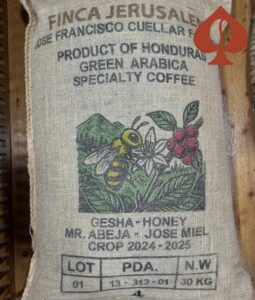 FINCA JERUSALEN
JOSE FRANCISCO CUELLAR
PRODUCT OF HONDURAS
GREEN ARABICA
SPECIALTY COFFEE
GESHA - HONEY
MR. ABEJA - JOSE MIEL
CROP 2024 - 2025
LOT PDA. N.W
01 13 - 313 - 01 30 KG